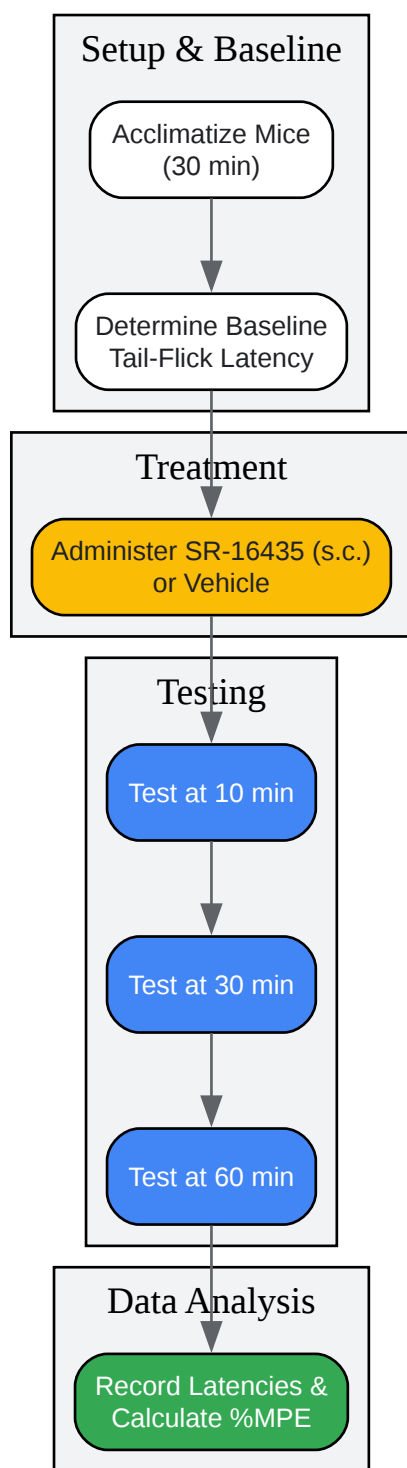 Setup & Baseline
Acclimatize Mice
(30 min)
Determine Baseline
Tail-Flick Latency
Treatment
Administer SR-16435 (s.c.)
or Vehicle
Testing
Test at 10 min
Test at 30 min
Test at 60 min
Data Analysis
Record Latencies &
Calculate %MPE